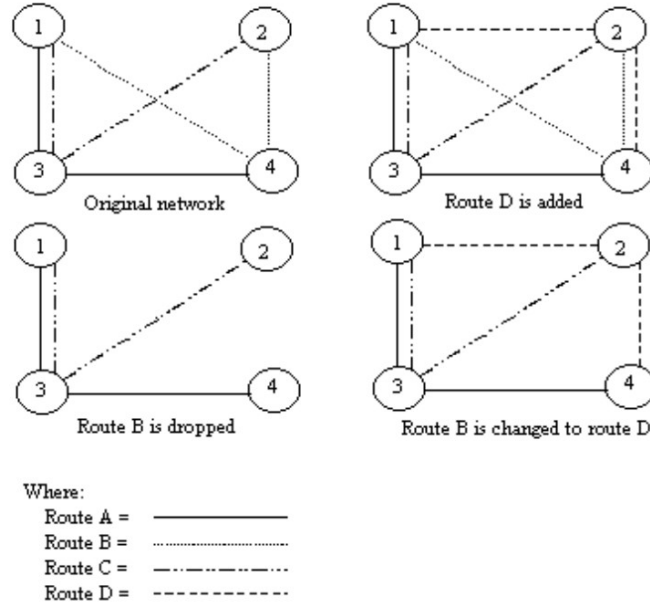 1
2
3
4
Original network
1
2
3
4
Route D is added
1
2
3
4
Route B is dropped
1
2
3
4
Route B is changed to route D
Where:
Route A =
Route B =
Route C =
Route D =